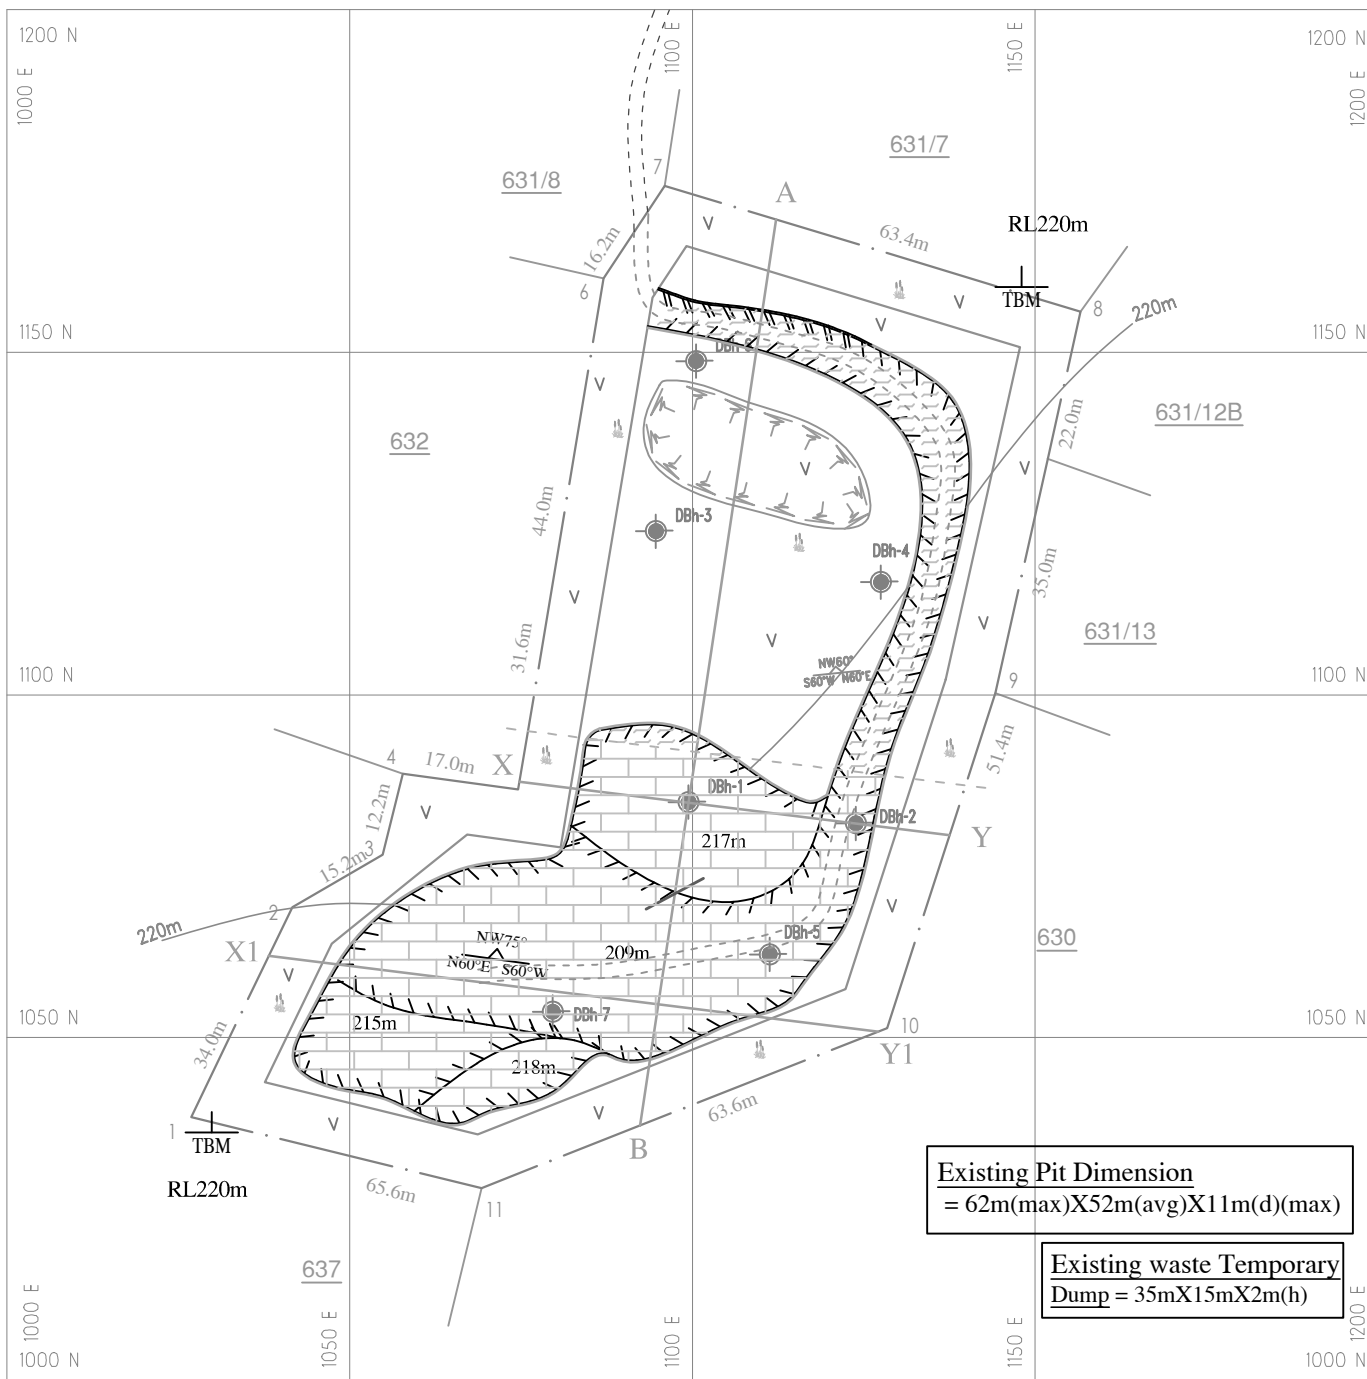 1200 N
1000 E
1100 E
1150 E
1200 N
1200 E
631/7
631/8
7
A
RL220m
63.4m
16.2m
6
TBM
8
220m
1150 N
1150 N
22.0m
631/12B
632
44.0m
DBh-3
DBh-4
35.0m
631/13
31.6m
NW60°
S60°W N60°E
1100 N
1100 N
9
51.4m
4
17.0m
X
DBh-1
DBh-2
Y
217m
12.2m
3
15.2m
2
220m
X1
NW75°
N60°E S60°W
209m
DBh-5
630
34.0m
215m
DBh-7
218m
1050 N
1050 N
10
Y1
1
TBM
RL220m
B
63.6m
65.6m
11
Existing Pit Dimension
= 62m(max)X52m(avg)X11m(d)(max)
Existing waste Temporary
Dump = 35mX15mX2m(h)
637
1000 E
1050 E
1100 E
1150 E
1200 E
1000 N
1000 N